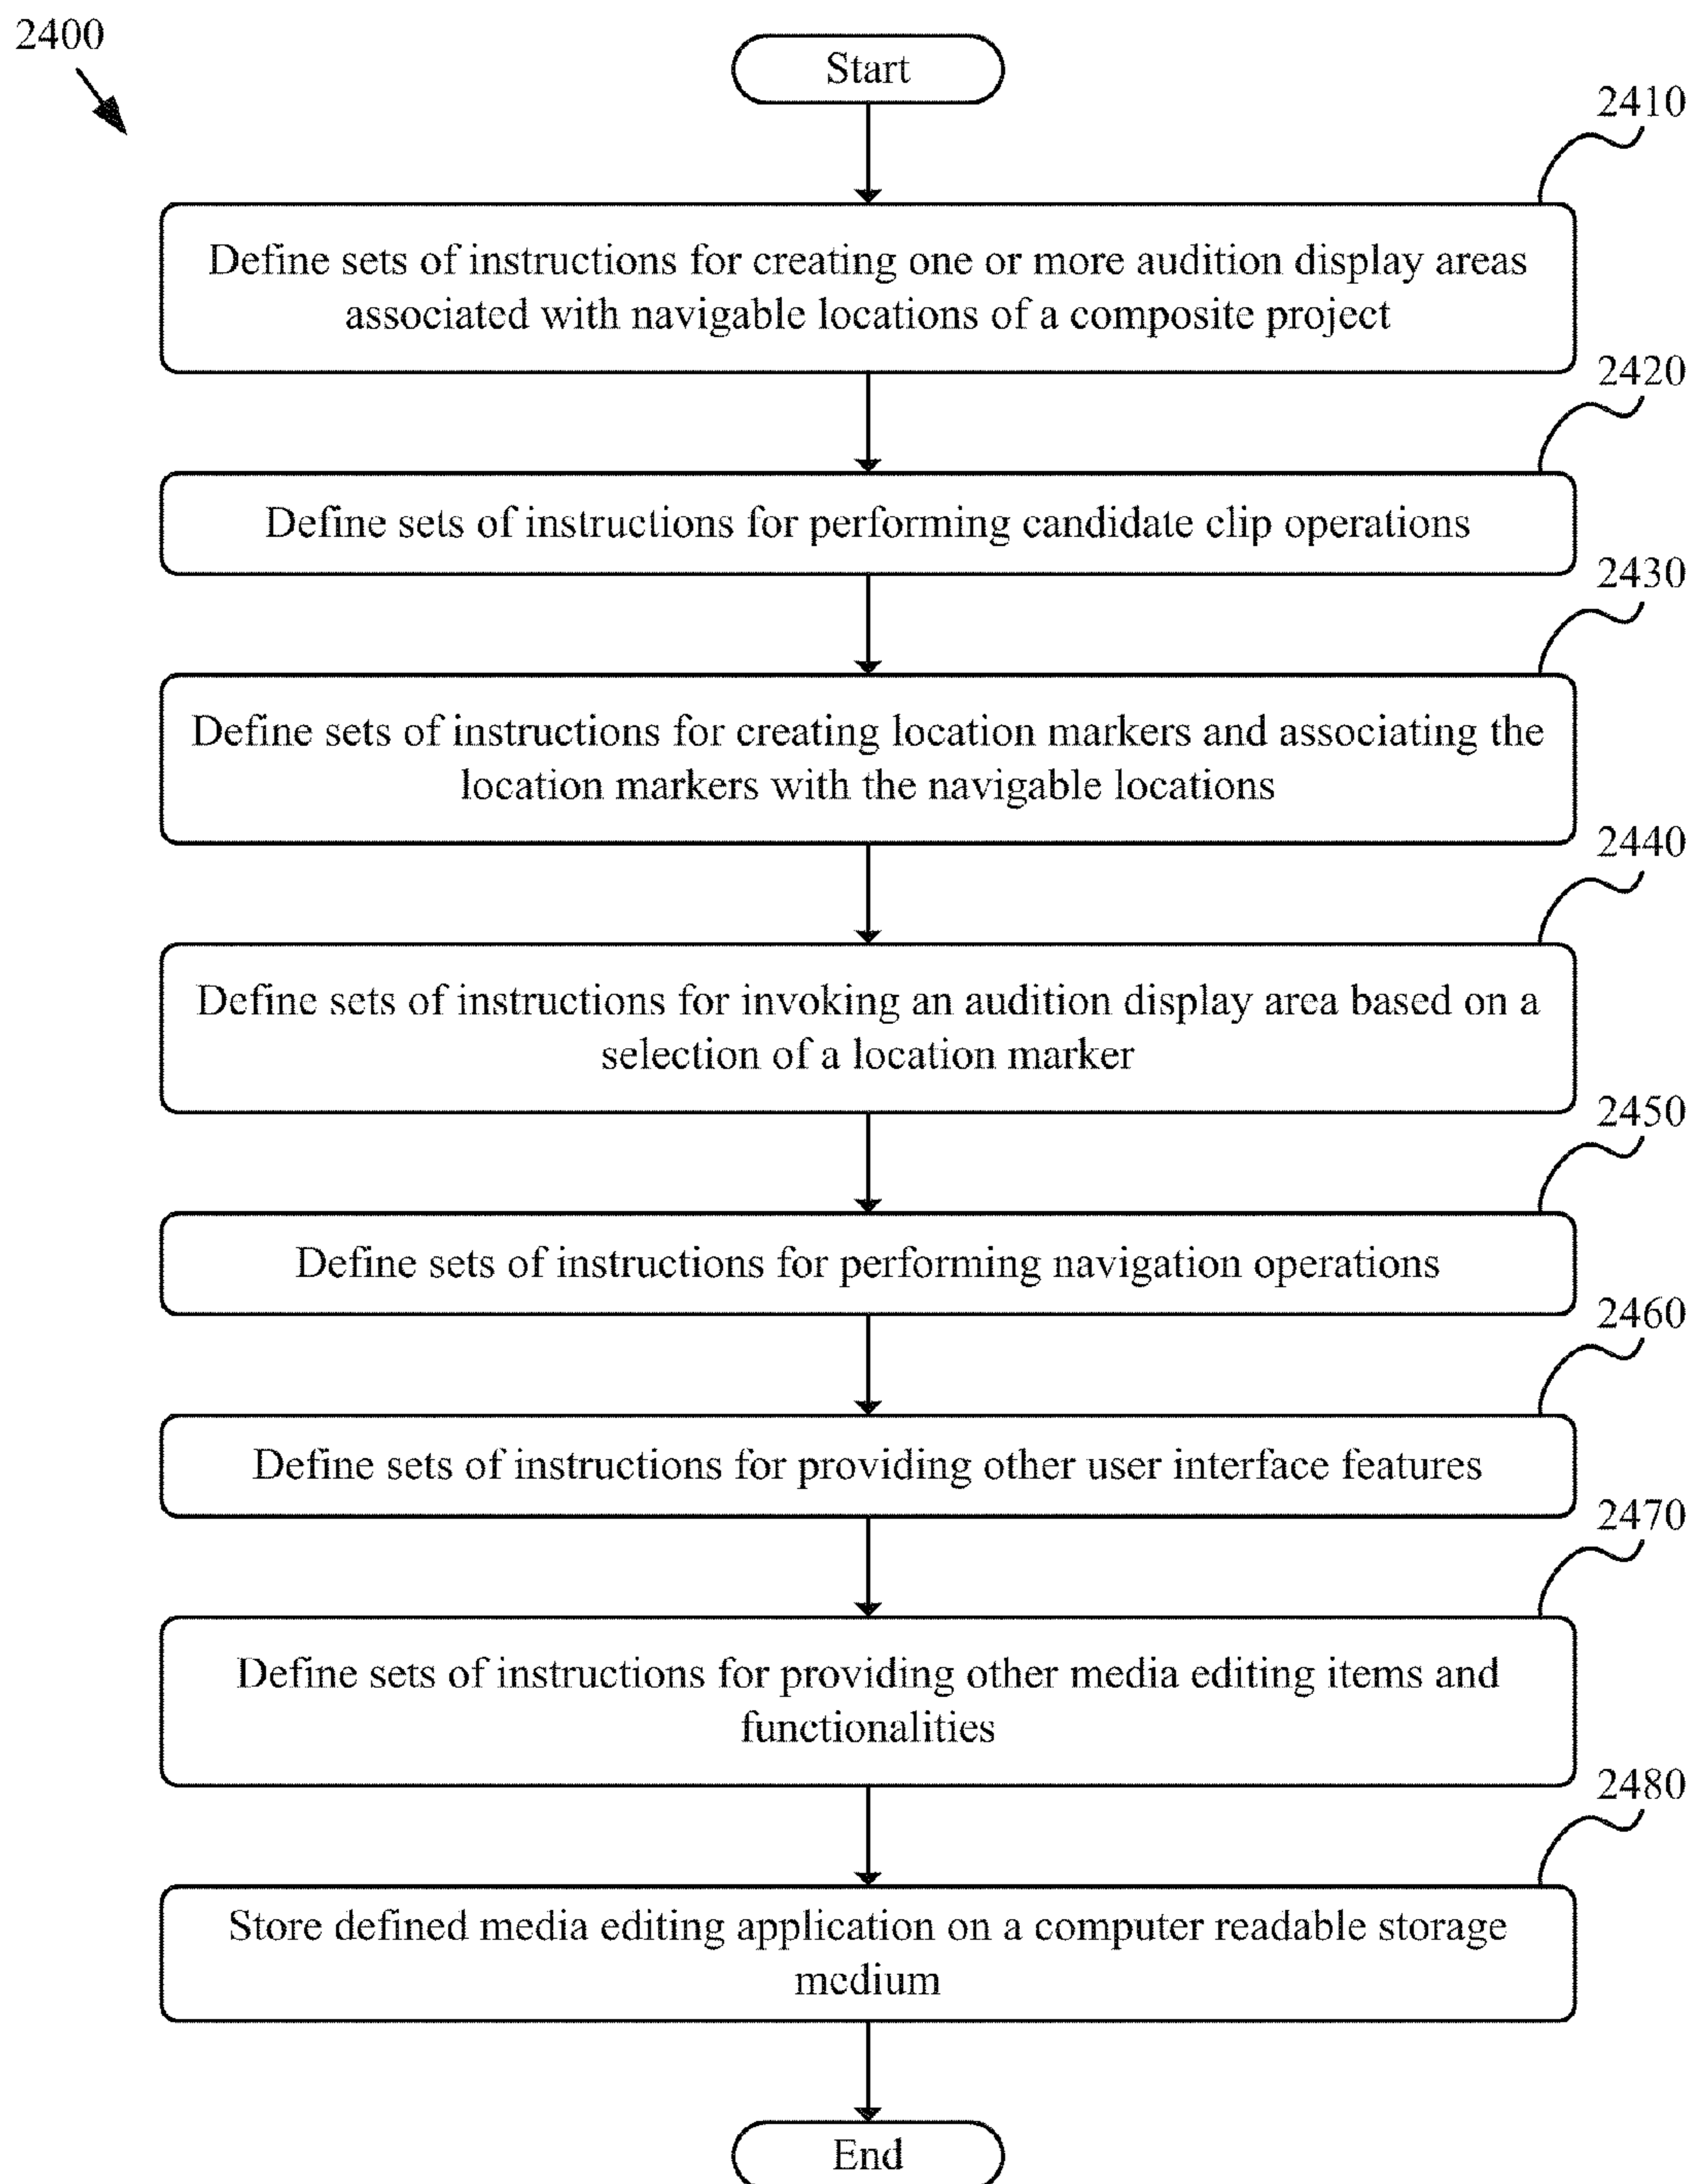 2400
Start
2410
Define sets of instructions for creating one or more audition display areas
associated with navigable locations of a composite project
2420
Define sets of instructions for performing candidate clip operations
2430
Define sets of instructions for creating location markers and associating the
location markers with the navigable locations
2440
Define sets of instructions for invoking an audition display area based on a
selection of a location marker
2450
Define sets of instructions for performing navigation operations
2460
Define sets of instructions for providing other user interface features
2470
Define sets of instructions for providing other media editing items and
functionalities
2480
Store defined media editing application on a computer readable storage
medium
End